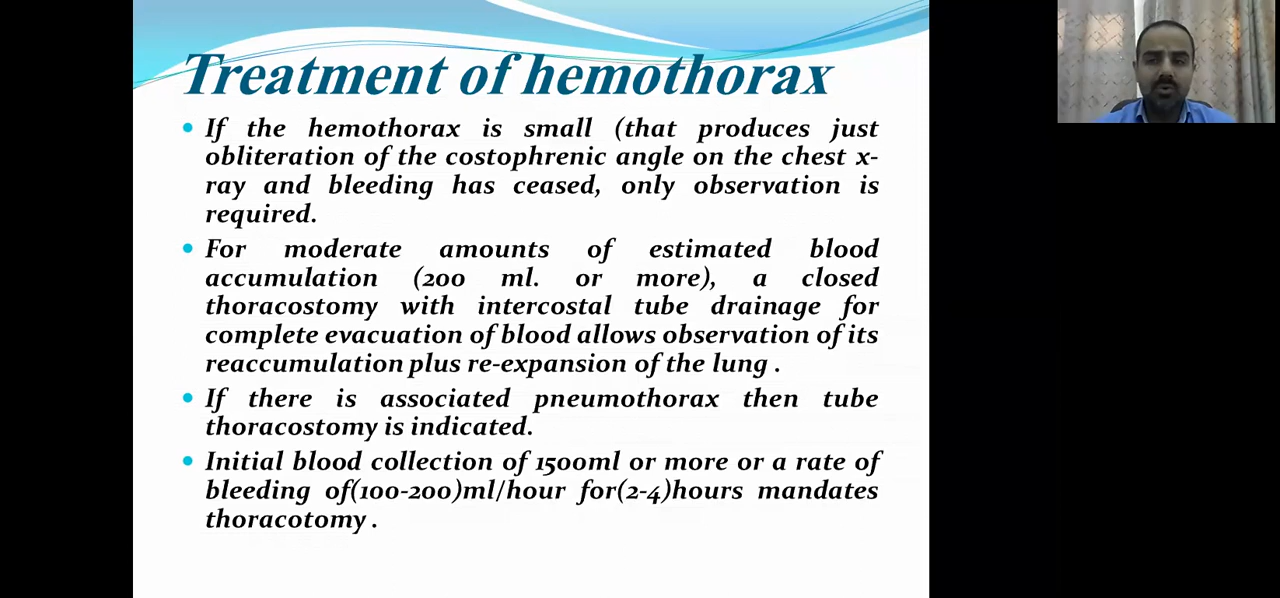 Treatment of hemothorax
If the hemothorax is small (that produces just
obliteration of the costophrenic angle on the chest x-
ray and bleeding has ceased, only observation is
required.
For moderate amounts of estimated blood
accumulation (200 ml. or more), a closed
thoracostomy with intercostal tube drainage for
complete evacuation of blood allows observation of its
reaccumulation plus re-expansion of the lung .
If there is associated pneumothorax then tube
thoracostomy is indicated.
Initial blood collection of 1500ml or more or a rate of
bleeding of(100-200)ml/hour for(2-4)hours mandates
thoracotomy .